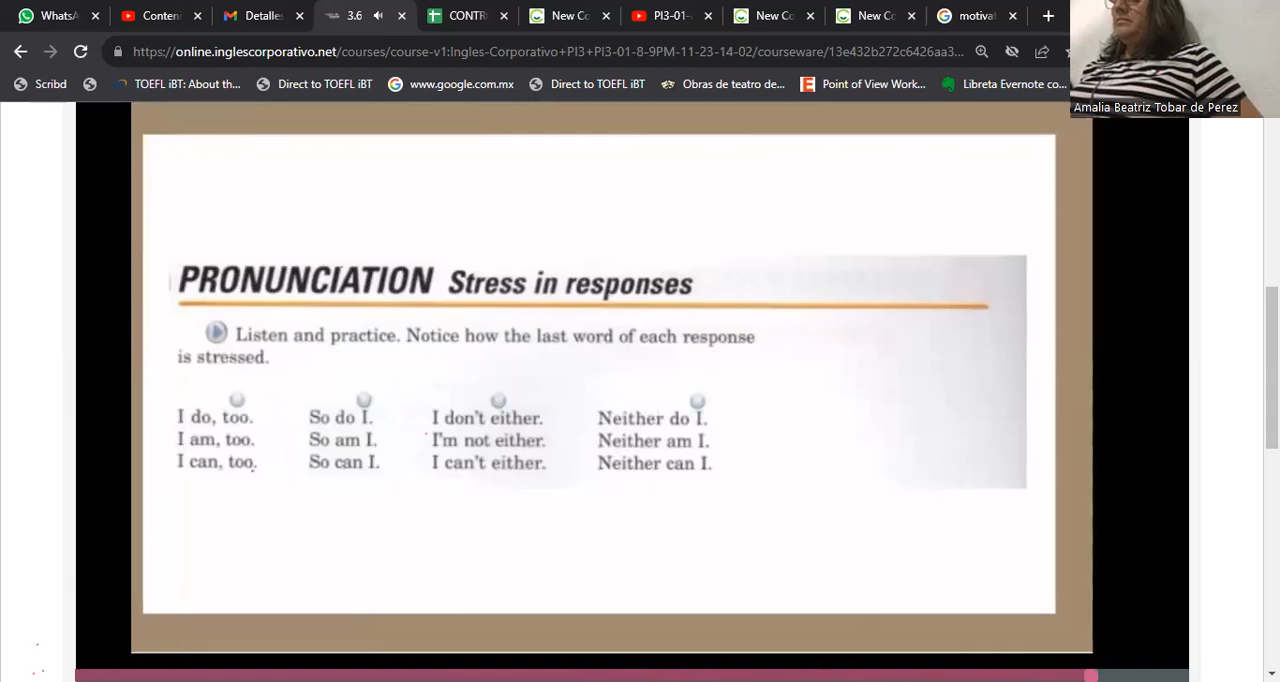 WhatsA
Conten
Detalle
3.6
CONTR
New Co
PI3-01-
New Co
New Co
motivat
https://online.inglescorporativo.net/courses/course-v1:Ingles-Corporativo+PI3+PI3-01-8-9PM-11-23-14-02/courseware/13e432b272c6426aa3...
Scribd
TOEFL iBT: About th...
Direct to TOEFL iBT
www.google.com.mx
Direct to TOEFL iBT
Obras de teatro de...
Point of View Work...
Libreta Evernote co...
Amalia Beatriz Tobar de Perez
PRONUNCIATION Stress in responses
Listen and practice. Notice how the last word of each response
is stressed.
I do, too. So do I. I don't either. Neither do I.
I am, too. So am I. I'm not either. Neither am I.
I can, too. So can I. I can't either. Neither can I.